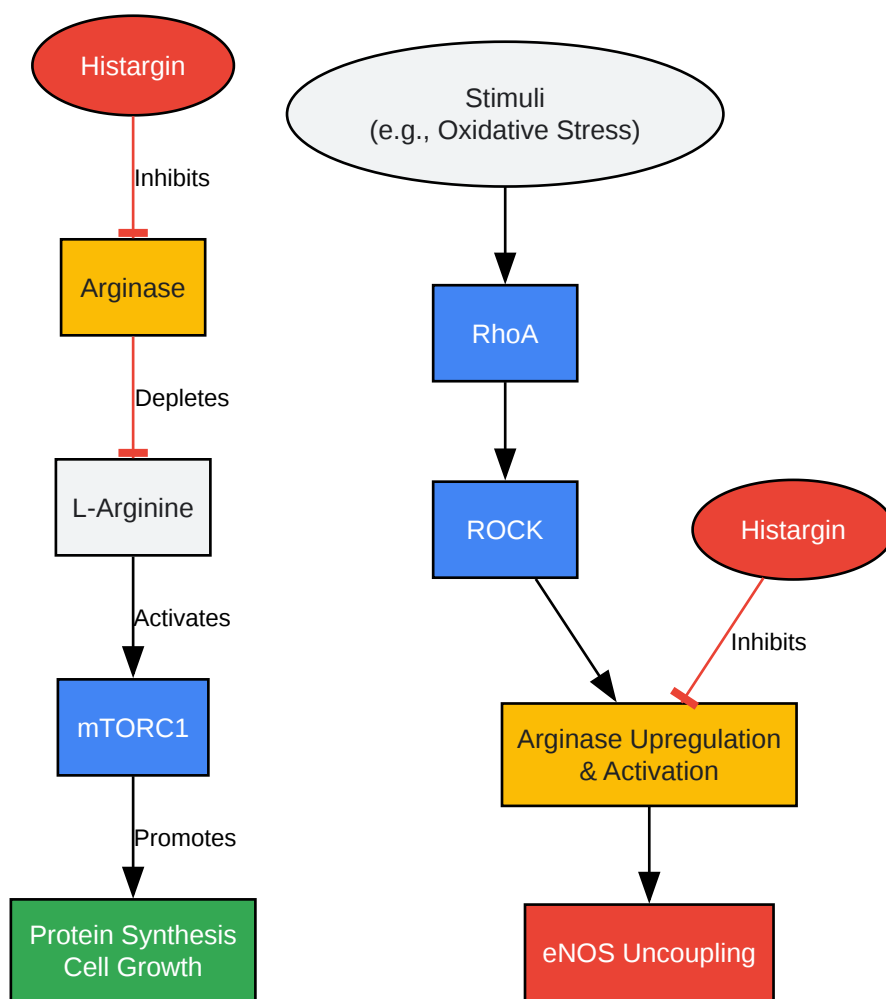 Histargin
Inhibits
Arginase
Depletes
L-Arginine
Activates
mTORC1
Promotes
Protein Synthesis
Cell Growth
Stimuli
(e.g., Oxidative Stress)
RhoA
ROCK
Histargin
Inhibits
Arginase Upregulation
& Activation
eNOS Uncoupling